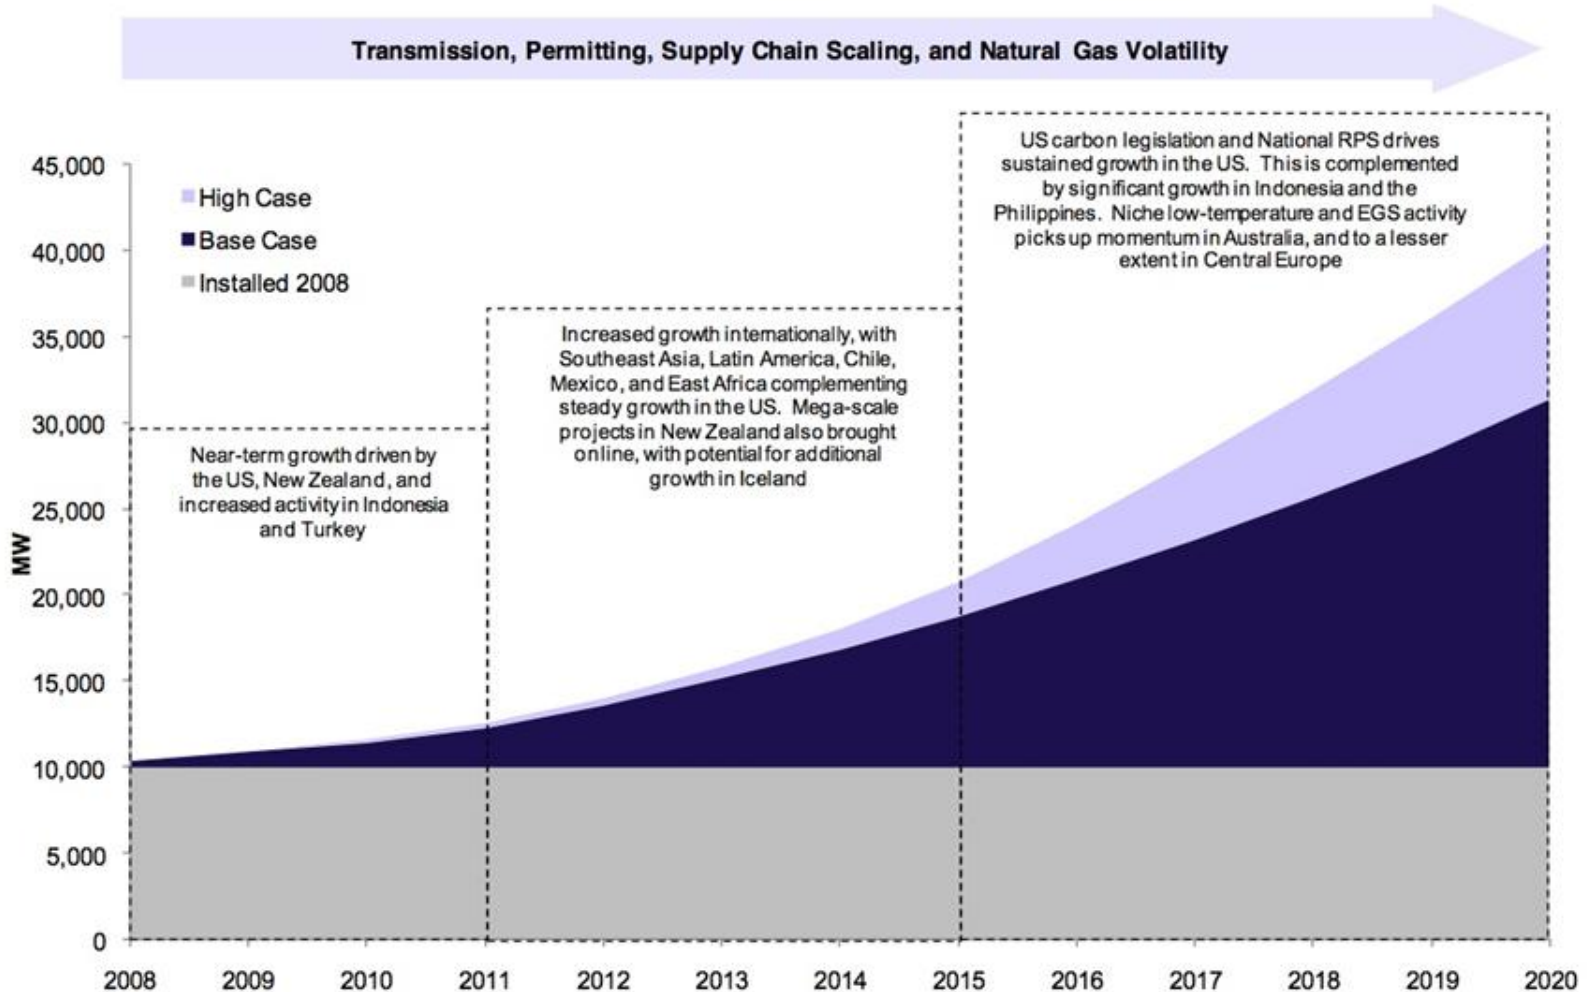 Transmission, Permitting, Supply Chain Scaling, and Natural Gas Volatility
US carbon legislation and National RPS drives
sustained growth in the US. This is complemented
by significant growth in Indonesia and the
Philippines. Niche low-temperature and EGS activity
picks up momentum in Australia, and to a lesser
extent in Central Europe
High Case
Base Case
Installed 2008
Increased growth internationally, with
Southeast Asia, Latin America, Chile,
Mexico, and East Africa complementing
steady growth in the US. Mega-scale
projects in New Zealand also brought
online, with potential for additional
growth in Iceland
Near-term growth driven by
the US, New Zealand, and
increased activity in Indonesia
and Turkey
MW
45,000
40,000
35,000
30,000
25,000
20,000
15,000
10,000
5,000
0
2008 2009 2010 2011 2012 2013 2014 2015 2016 2017 2018 2019 2020